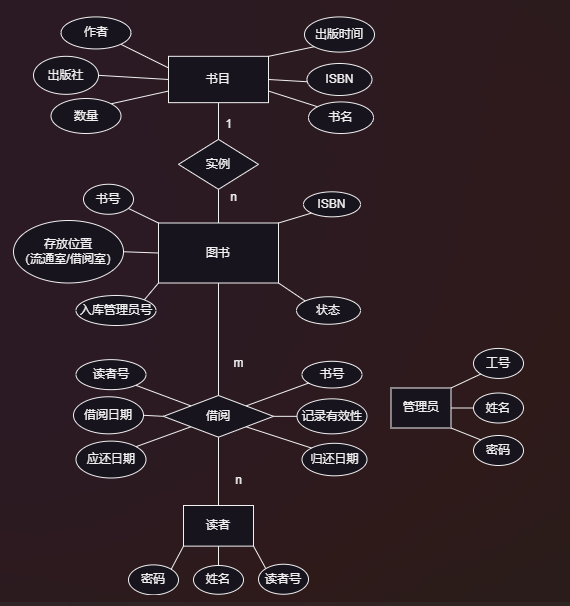 作者
出版时间
书目
出版社
ISBN
数量
书名
1
实例
n
书号
ISBN
存放位置
(流通室/借阅室)
图书
入库管理员号
状态
m
读者号
书号
工号
借阅日期
借阅
记录有效性
管理员
姓名
应还日期
归还日期
密码
n
读者
密码
姓名
读者号